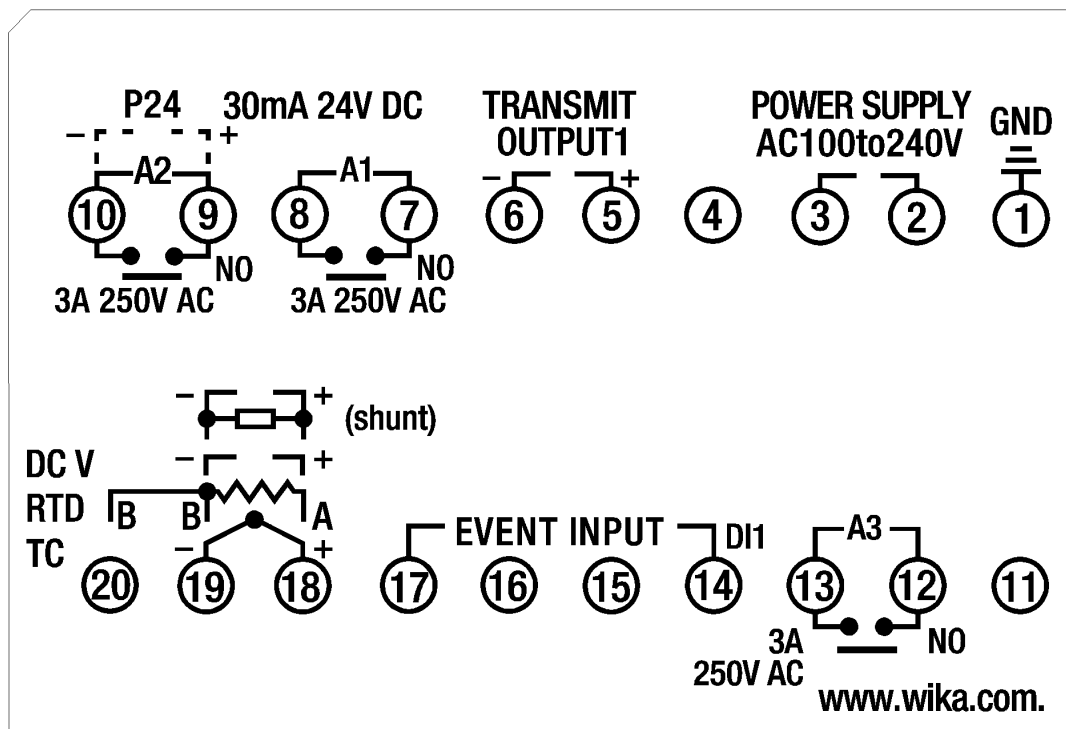 P24 30mA 24V DC
TRANSMIT
OUTPUT1
POWER SUPPLY
AC100to240V
GND
− + A2 A1 − +
10 9 8 7 6 5 4 3 2 1
NO NO
3A 250V AC 3A 250V AC
− + (shunt)
DC V − +
RTD B B A
TC − +
EVENT INPUT DI1 A3
20 19 18 17 16 15 14 13 12 11
3A NO
250V AC
www.wika.com.